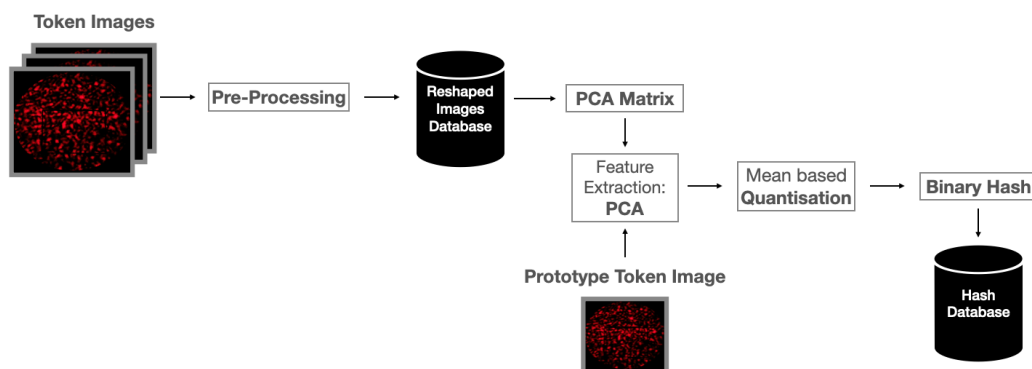 Token Images
Pre-Processing
Reshaped
Images
Database
PCA Matrix
Feature
Extraction:
PCA
Mean based
Quantisation
Binary Hash
Prototype Token Image
Hash
Database